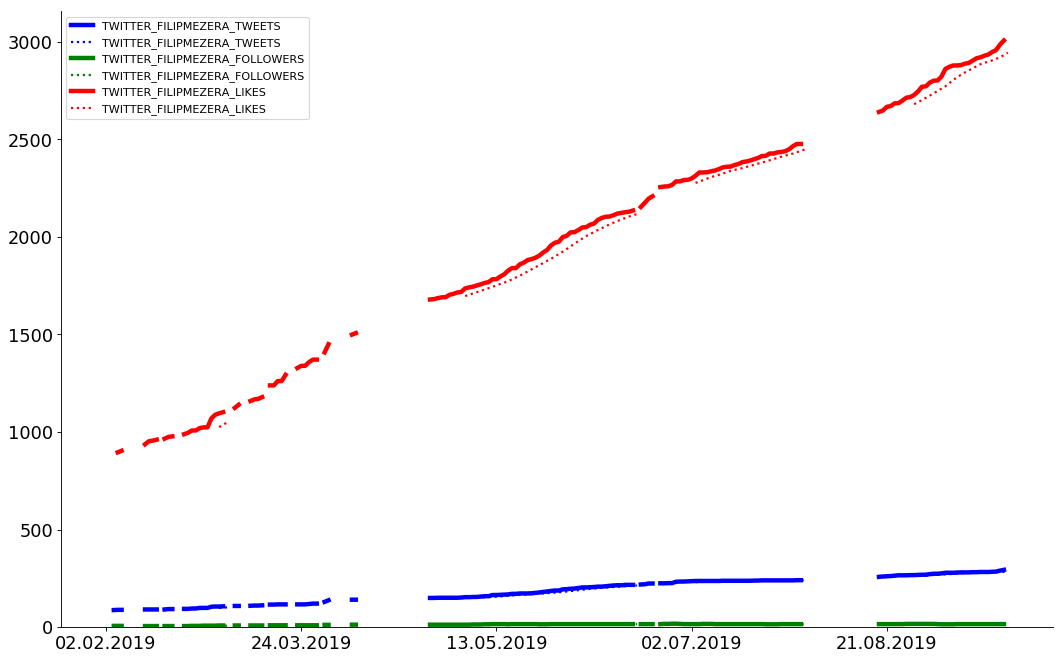 TWITTER_FILIPMEZERA_TWEETS
TWITTER_FILIPMEZERA_TWEETS
TWITTER_FILIPMEZERA_FOLLOWERS
TWITTER_FILIPMEZERA_FOLLOWERS
TWITTER_FILIPMEZERA_LIKES
TWITTER_FILIPMEZERA_LIKES
3000
2500
2000
1500
1000
500
0
02.02.2019 24.03.2019 13.05.2019 02.07.2019 21.08.2019